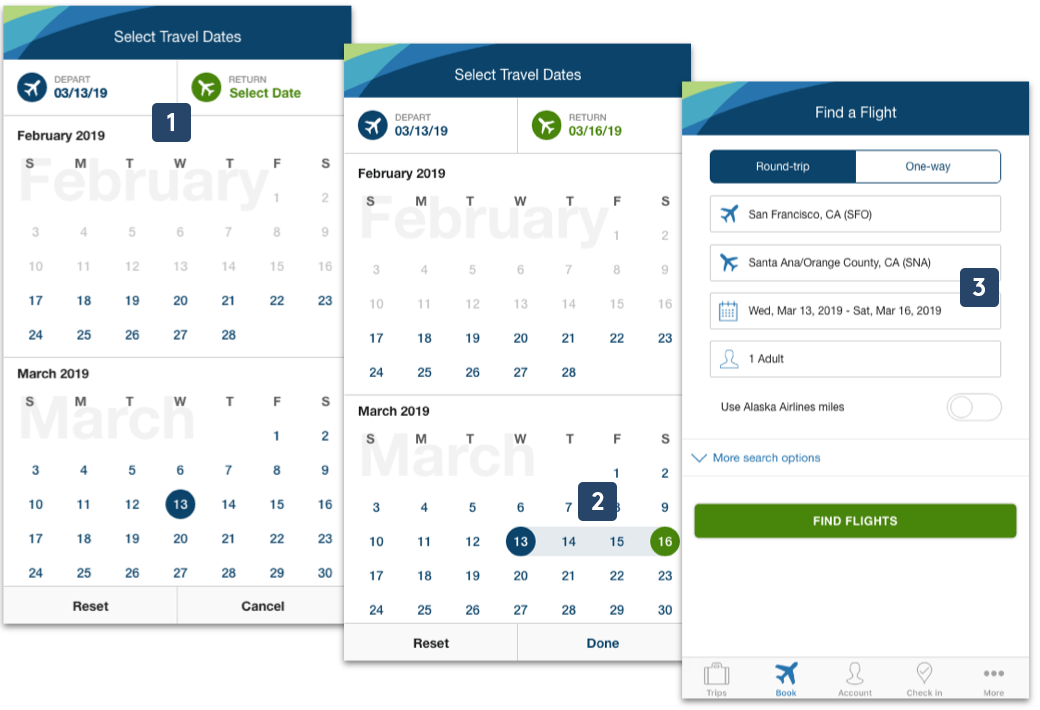 Select Travel Dates
DEPART
03/13/19
RETURN
Select Date
1
February 2019
February
S M T W T F S
1 2
3 4 5 6 7 8 9
10 11 12 13 14 15 16
17 18 19 20 21 22 23
24 25 26 27 28
March 2019
March
S M T W T F S
1 2
3 4 5 6 7 8 9
10 11 12 13 14 15 16
17 18 19 20 21 22 23
24 25 26 27 28 29 30
Reset Cancel
Select Travel Dates
DEPART
03/13/19
RETURN
03/16/19
February 2019
February
S M T W T F S
1 2
3 4 5 6 7 8 9
10 11 12 13 14 15 16
17 18 19 20 21 22 23
24 25 26 27 28
March 2019
March
S M T W T F S
1 2
2
3 4 5 6 7 9
10 11 12 13 14 15 16
17 18 19 20 21 22 23
24 25 26 27 28 29 30
Reset Done
Find a Flight
Round-trip One-way
San Francisco, CA (SFO)
Santa Ana/Orange County, CA (SNA)
3
Wed, Mar 13, 2019 - Sat, Mar 16, 2019
1 Adult
Use Alaska Airlines miles
More search options
FIND FLIGHTS
Trips Book Account Check in More